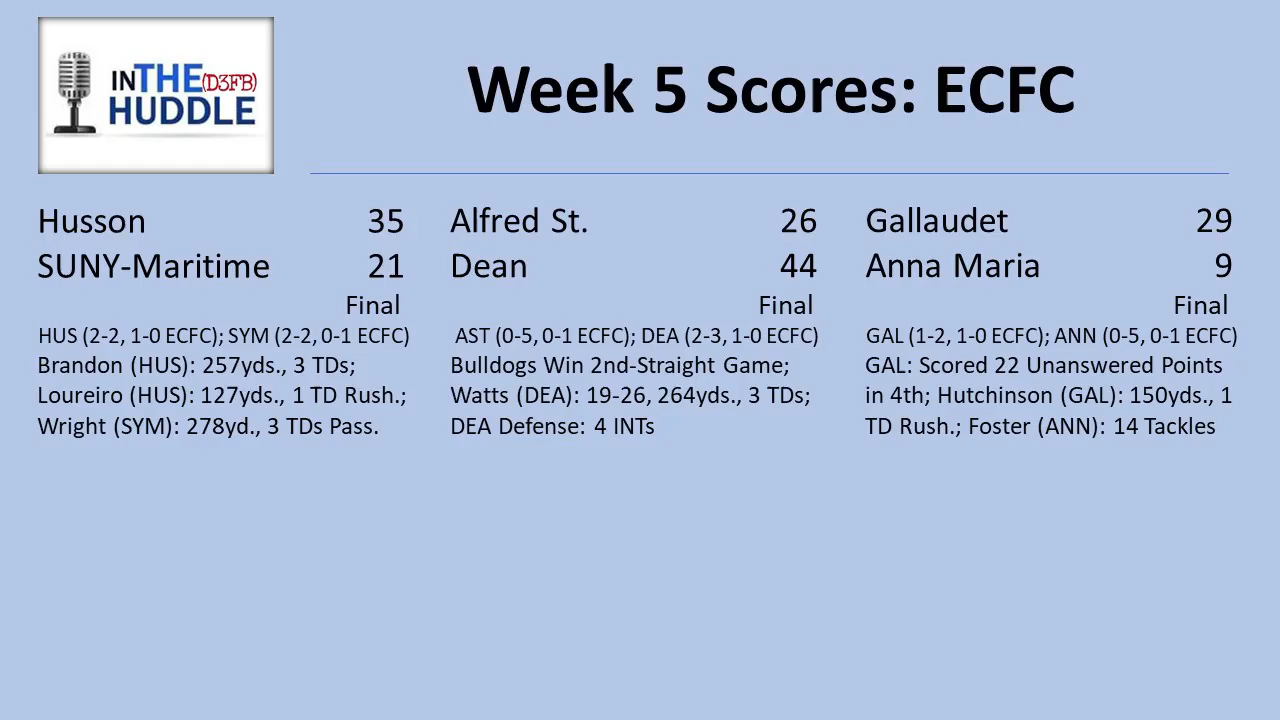 INTHE(D3FB)
HUDDLE
Week 5 Scores: ECFC
Husson 35
SUNY-Maritime 21
Final
HUS (2-2, 1-0 ECFC); SYM (2-2, 0-1 ECFC)
Brandon (HUS): 257yds., 3 TDs;
Loureiro (HUS): 127yds., 1 TD Rush.;
Wright (SYM): 278yd., 3 TDs Pass.
Alfred St. 26
Dean 44
Final
AST (0-5, 0-1 ECFC); DEA (2-3, 1-0 ECFC)
Bulldogs Win 2nd-Straight Game;
Watts (DEA): 19-26, 264yds., 3 TDs;
DEA Defense: 4 INTs
Gallaudet 29
Anna Maria 9
Final
GAL (1-2, 1-0 ECFC); ANN (0-5, 0-1 ECFC)
GAL: Scored 22 Unanswered Points
in 4th; Hutchinson (GAL): 150yds., 1
TD Rush.; Foster (ANN): 14 Tackles